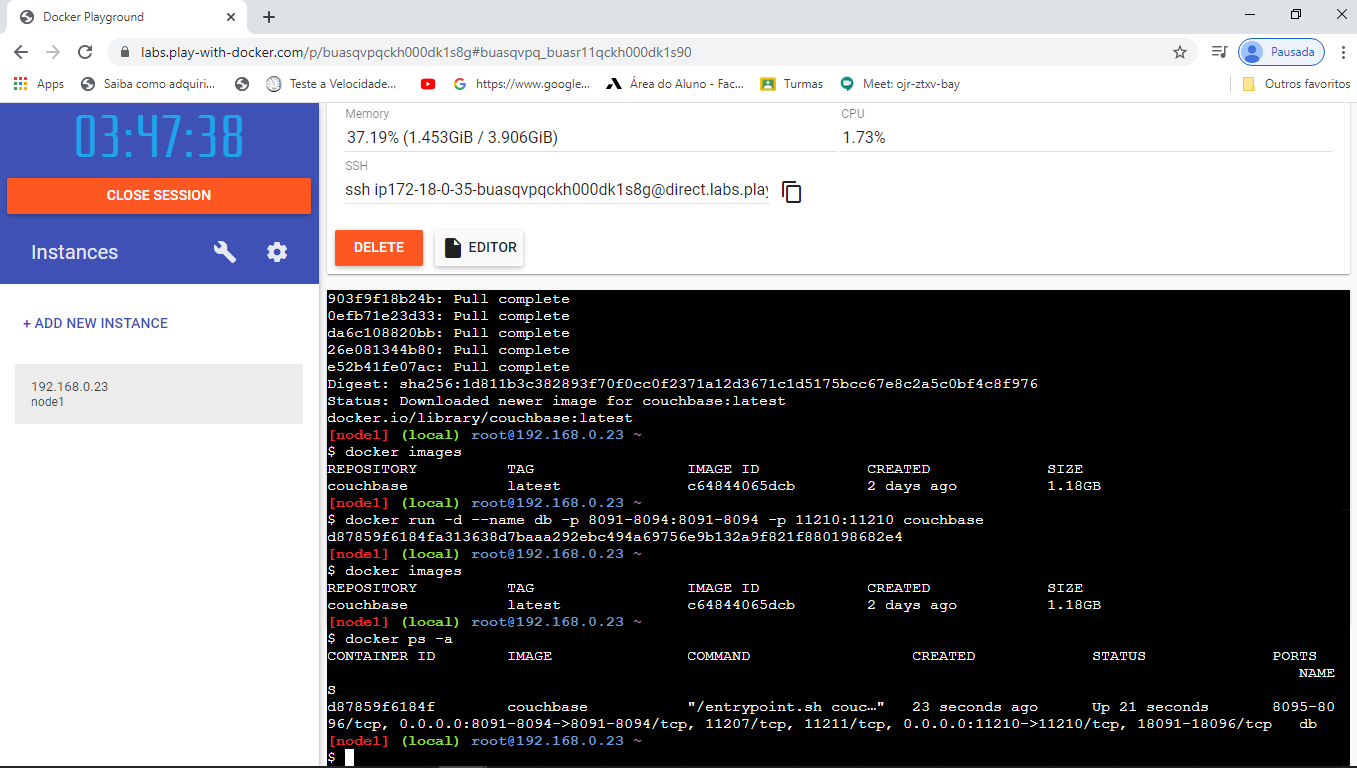 Docker Playground
labs.play-with-docker.com/p/buasqvpqckh000dk1s8g#buasqvpq_buasr11qckh000dk1s90
Pausada
Apps
Saiba como adquiri...
Teste a Velocidade...
https://www.google...
Área do Aluno - Fac...
Turmas
Meet: ojr-ztxv-bay
Outros favoritos
03:47:38
CLOSE SESSION
Instances
+ ADD NEW INSTANCE
192.168.0.23
node1
Memory
37.19% (1.453GiB / 3.906GiB)
CPU
1.73%
SSH
ssh ip172-18-0-35-buasqvpqckh000dk1s8g@direct.labs.play
DELETE
EDITOR
903f9f18b24b: Pull complete
0efb71e23d33: Pull complete
da6c108820bb: Pull complete
26e081344b80: Pull complete
e52b41fe07ac: Pull complete
Digest: sha256:1d811b3c382893f70f0cc0f2371a12d3671c1d5175bcc67e8c2a5c0bf4c8f976
Status: Downloaded newer image for couchbase:latest
docker.io/library/couchbase:latest
[node1] (local) root@192.168.0.23 ~
$ docker images
REPOSITORY TAG IMAGE ID CREATED SIZE
couchbase latest c64844065dcb 2 days ago 1.18GB
[node1] (local) root@192.168.0.23 ~
$ docker run -d --name db -p 8091-8094:8091-8094 -p 11210:11210 couchbase
d87859f6184fa313638d7baaa292ebc494a69756e9b132a9f821f880198682e4
[node1] (local) root@192.168.0.23 ~
$ docker images
REPOSITORY TAG IMAGE ID CREATED SIZE
couchbase latest c64844065dcb 2 days ago 1.18GB
[node1] (local) root@192.168.0.23 ~
$ docker ps -a
CONTAINER ID IMAGE COMMAND CREATED STATUS PORTS
NAME
S
d87859f6184f couchbase "/entrypoint.sh couc…" 23 seconds ago Up 21 seconds 8095-80
96/tcp, 0.0.0.0:8091-8094->8091-8094/tcp, 11207/tcp, 11211/tcp, 0.0.0.0:11210->11210/tcp, 18091-18096/tcp db
[node1] (local) root@192.168.0.23 ~
$